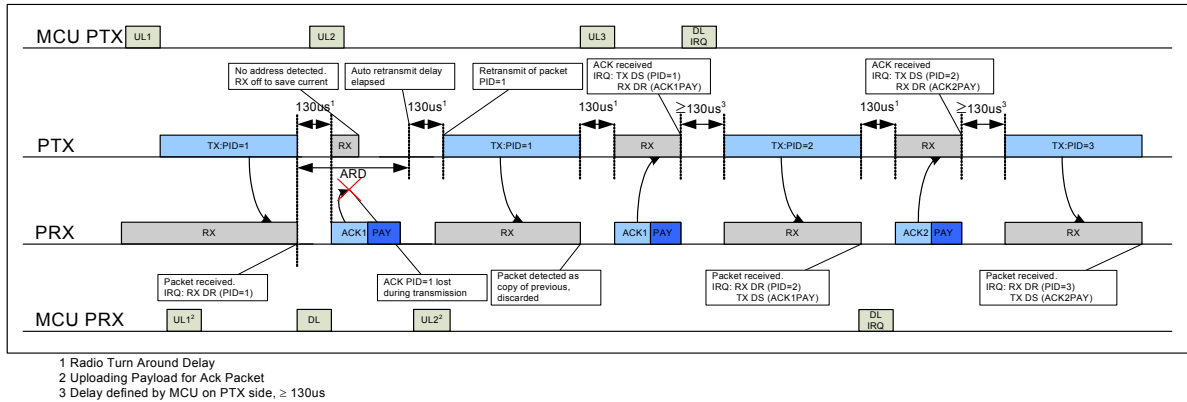 MCU PTX
UL1
UL2
UL3
DL
IRQ
No address detected.
RX off to save current
Auto retransmit delay
elapsed
Retransmit of packet
PID=1
ACK received
IRQ: TX DS (PID=1)
RX DR (ACK1PAY)
ACK received
IRQ: TX DS (PID=2)
RX DR (ACK2PAY)
130us¹
130us¹
130us¹
≥130us³
130us¹
≥130us³
PTX
TX:PID=1
RX
TX:PID=1
RX
TX:PID=2
RX
TX:PID=3
ARD
PRX
RX
ACK1 PAY
RX
ACK1 PAY
RX
ACK2 PAY
RX
Packet received.
IRQ: RX DR (PID=1)
ACK PID=1 lost
during transmission
Packet detected as
copy of previous,
discarded
Packet received.
IRQ: RX DR (PID=2)
TX DS (ACK1PAY)
Packet received.
IRQ: RX DR (PID=3)
TX DS (ACK2PAY)
MCU PRX
UL1²
DL
UL2²
DL
IRQ
1 Radio Turn Around Delay
2 Uploading Payload for Ack Packet
3 Delay defined by MCU on PTX side, ≥ 130us